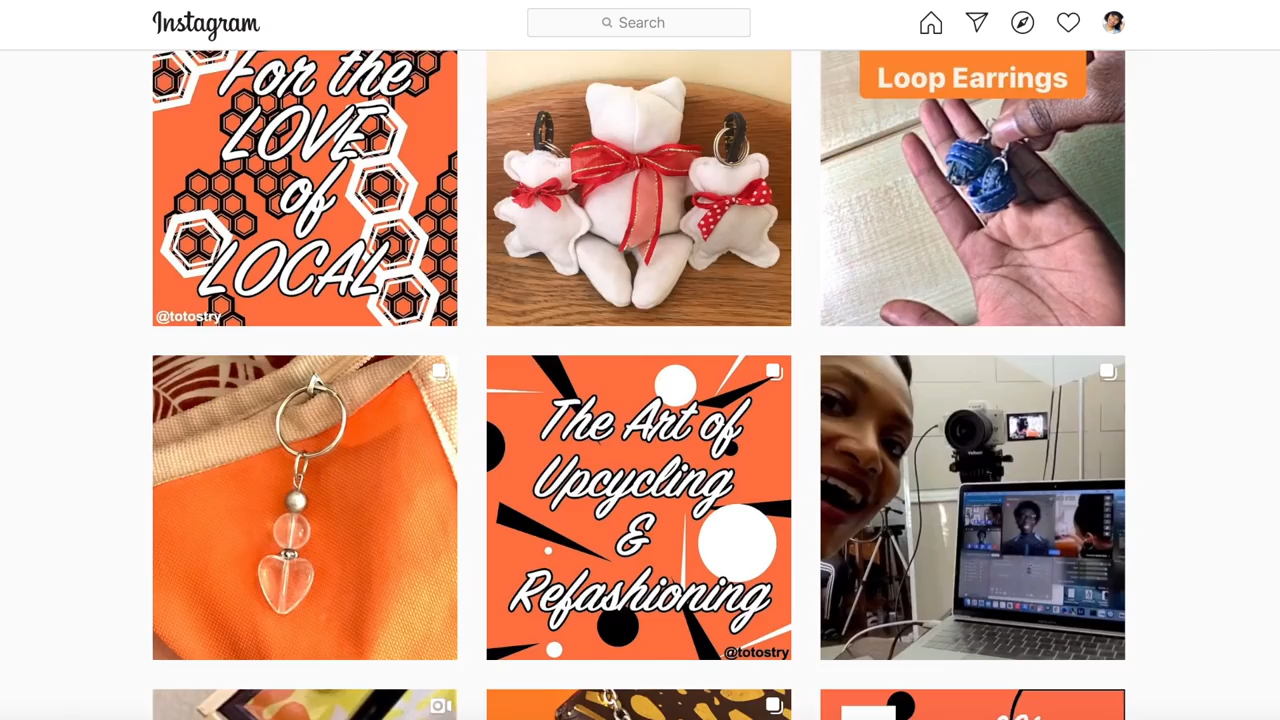 Instagram
Search
For the
LOVE
of
LOCAL
@totostry
Loop Earrings
The Art of
Upcycling
&
Refashioning
@totostry